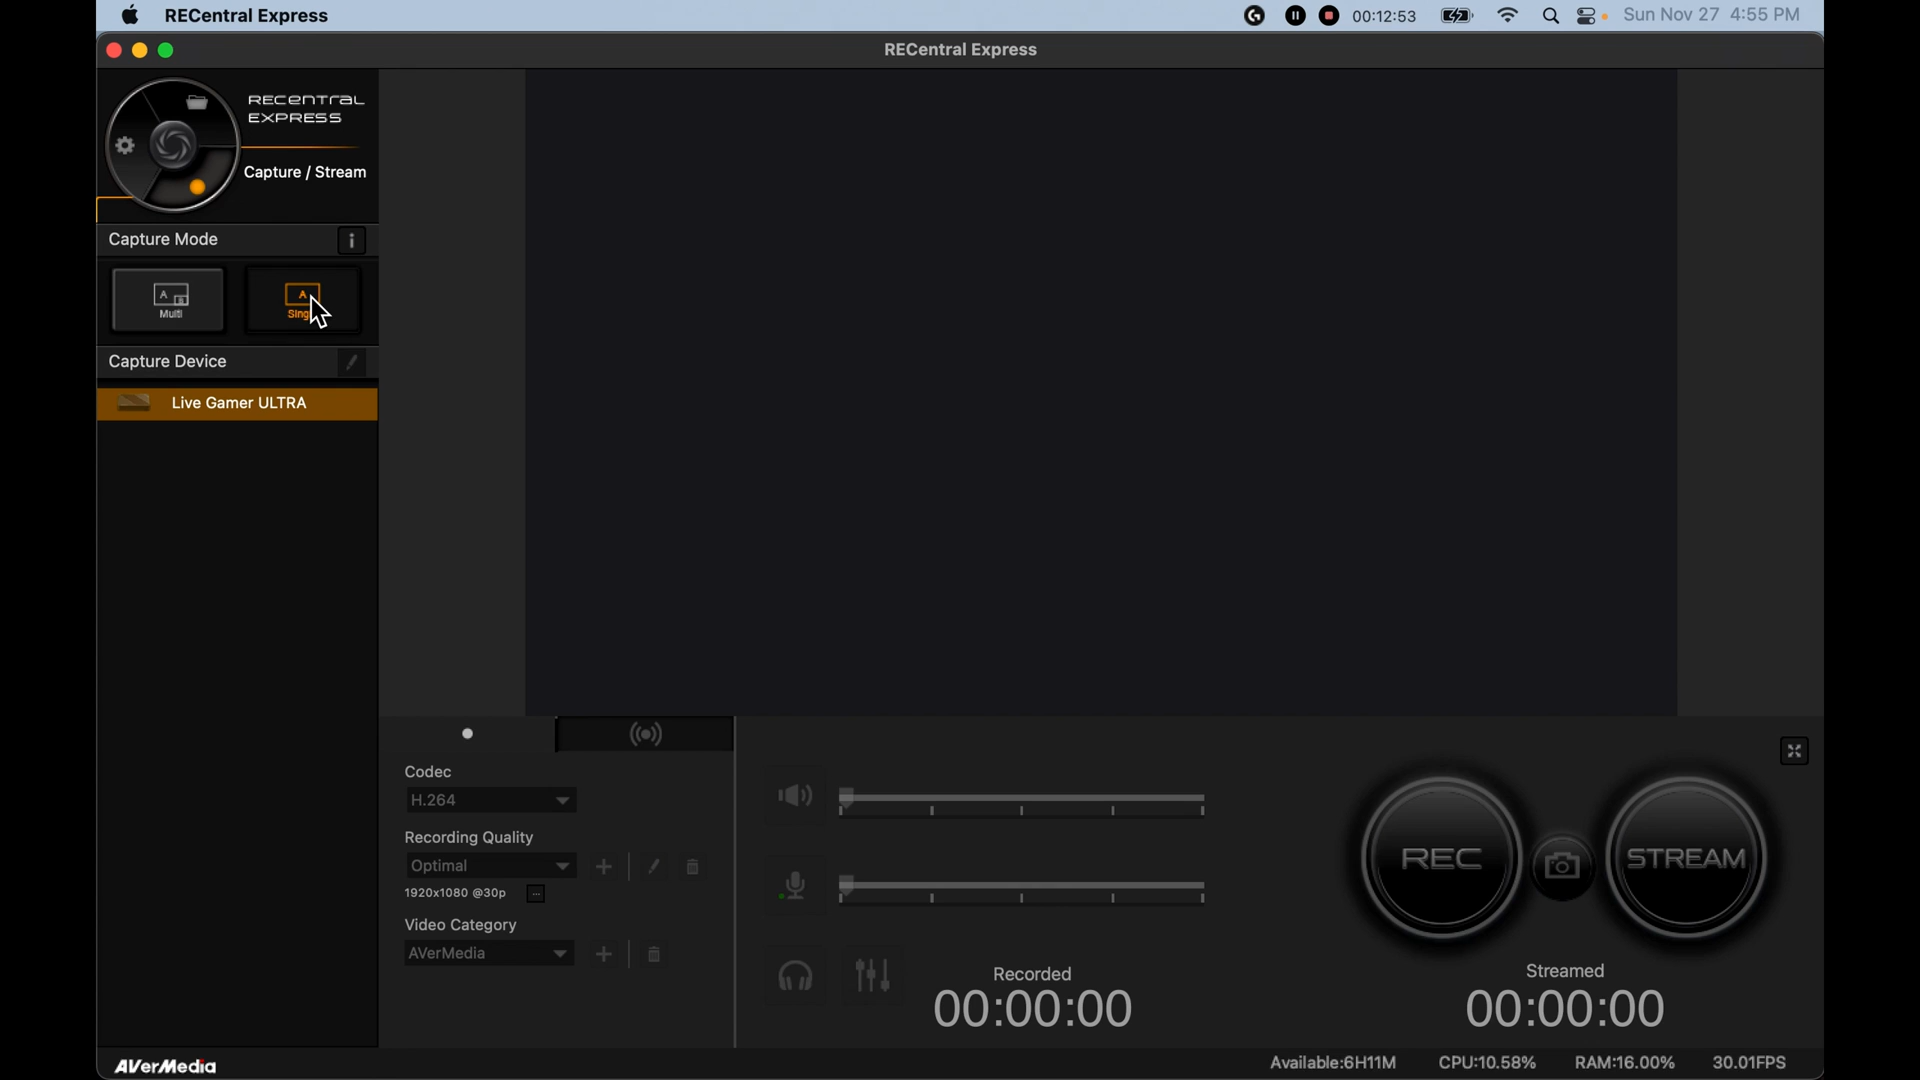 RECentral Express
00:12:53
Sun Nov 27 4:55 PM
RECentral Express
RECENTRAL
EXPRESS
Capture / Stream
Capture Mode
i
A
Multi
A
Capture Device
Live Gamer ULTRA
Codec
H.264
Recording Quality
Optimal
1920x1080 @30p
...
Video Category
AVerMedia
REC
STREAM
Recorded
00:00:00
Streamed
00:00:00
AVerMedia
Available:6H11M
CPU:10.58%
RAM:16.00%
30.01FPS